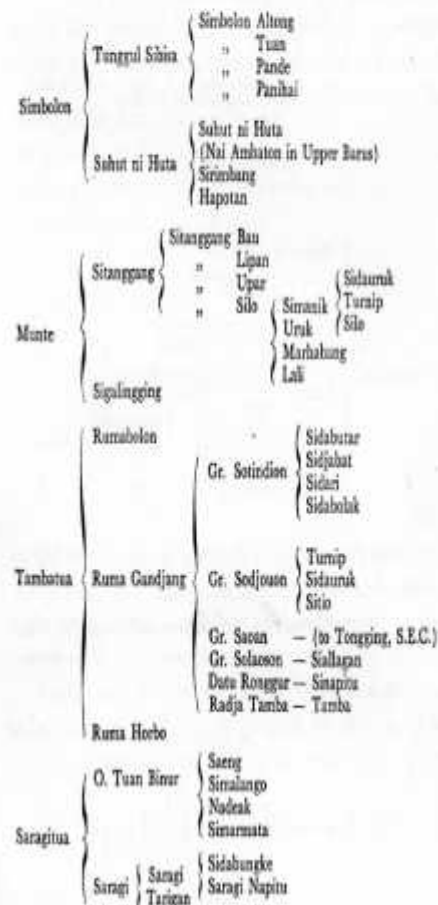 Simbolon Altong
Tunggul Sibisa „ Tuan
„ Pande
„ Panihai
Simbolon
Suhut ni Huta
Suhut ni Huta (Nai Ambaton in Upper Barus)
Sirimbang
Hapotan
Sitanggang Bau
Sitanggang „ Lipan
„ Upar Sidauruk
„ Silo Simanik Turnip
Munte Uruk Silo
Marhabung
Lali
Sigalingging
Rumabolon
Sidabutar
Gr. Sotindion Sidjabat
Sidari
Sidabolak
Turnip
Tambatua Ruma Gandjang Gr. Sodjouon Sidauruk
Sitio
Gr. Saoan — (to Tongging, S.E.C.)
Gr. Solaoson — Siallagan
Datu Ronggur — Sinapitu
Radja Tamba — Tamba
Ruma Horbo
Saeng
O. Tuan Binur Simalango
Nadeak
Simarmata
Saragitua
Saragi Saragi Sidabungke
Tarigan Saragi Napitu